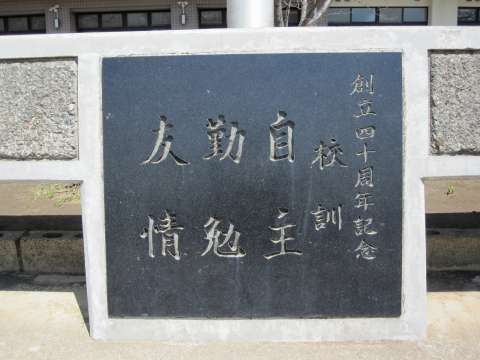 創立四十周年記念
校訓
自主
勤勉
友情